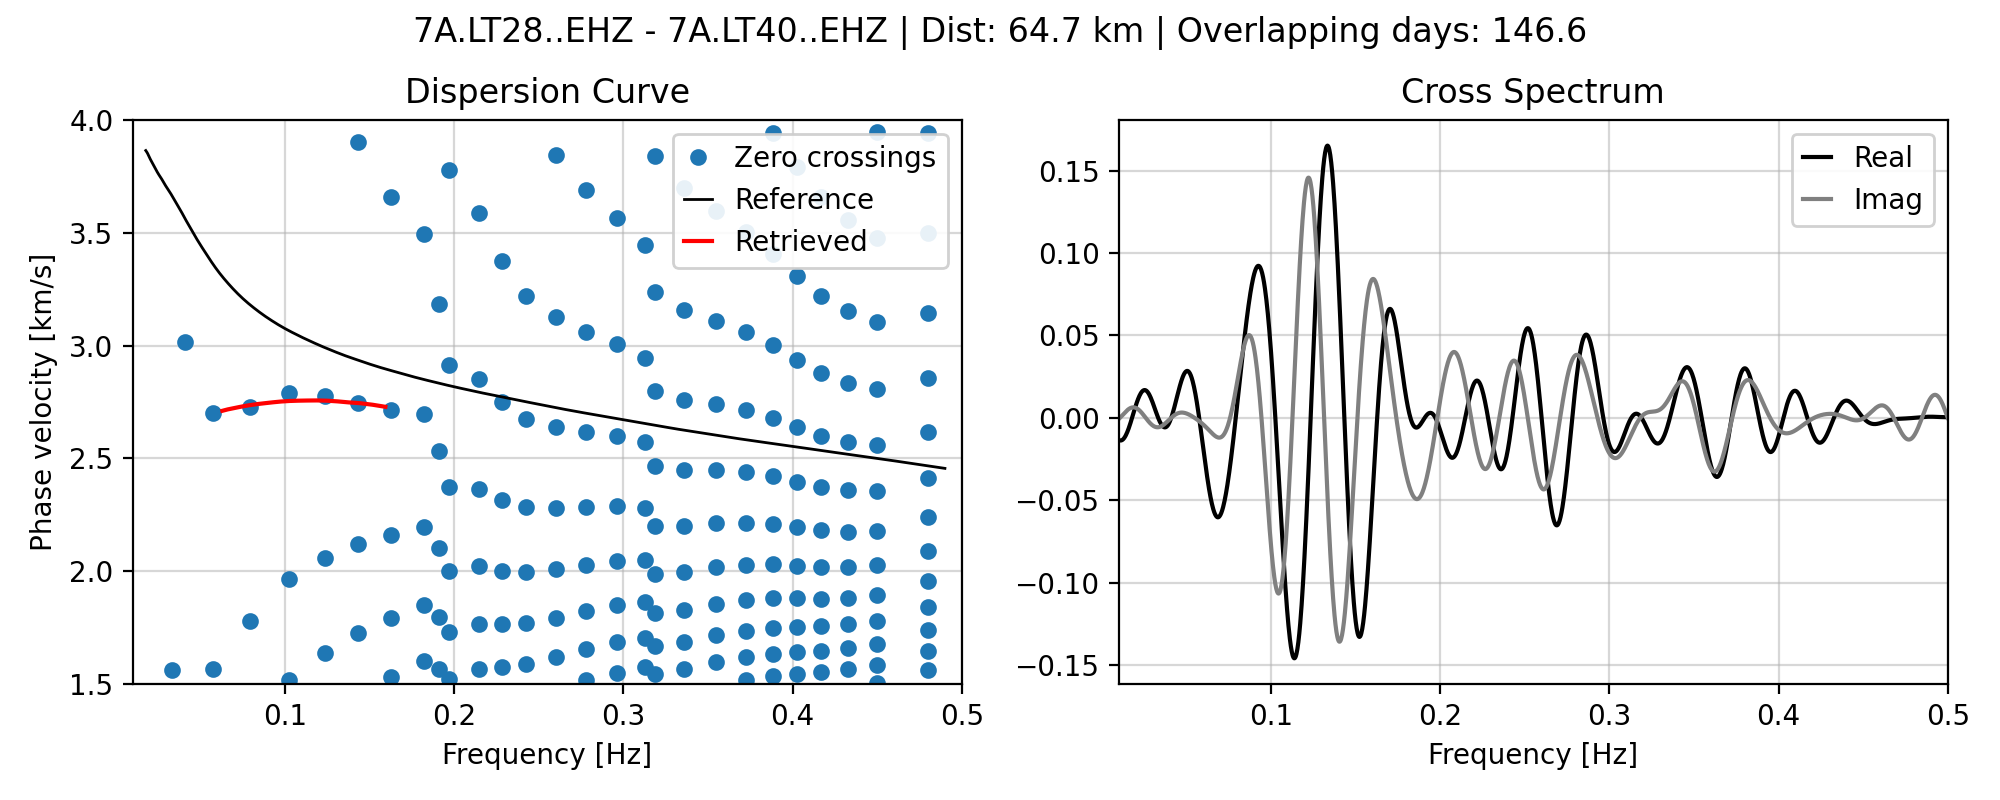 7A.LT28..EHZ - 7A.LT40..EHZ | Dist: 64.7 km | Overlapping days: 146.6
Dispersion Curve
4.0
3.5
3.0
2.5
2.0
1.5
Phase velocity [km/s]
0.1
0.2
0.3
0.4
0.5
Frequency [Hz]
Zero crossings
Reference
Retrieved
Cross Spectrum
0.15
0.10
0.05
0.00
−0.05
−0.10
−0.15
0.1
0.2
0.3
0.4
0.5
Frequency [Hz]
Real
Imag